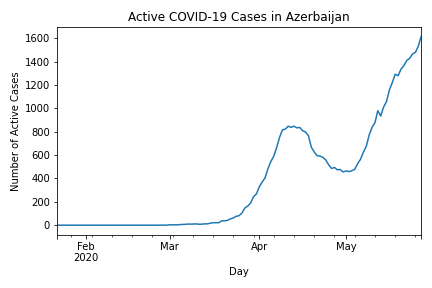 Active COVID-19 Cases in Azerbaijan
1600
1400
1200
1000
800
600
400
200
0
Number of Active Cases
Feb
2020
Mar
Apr
May
Day